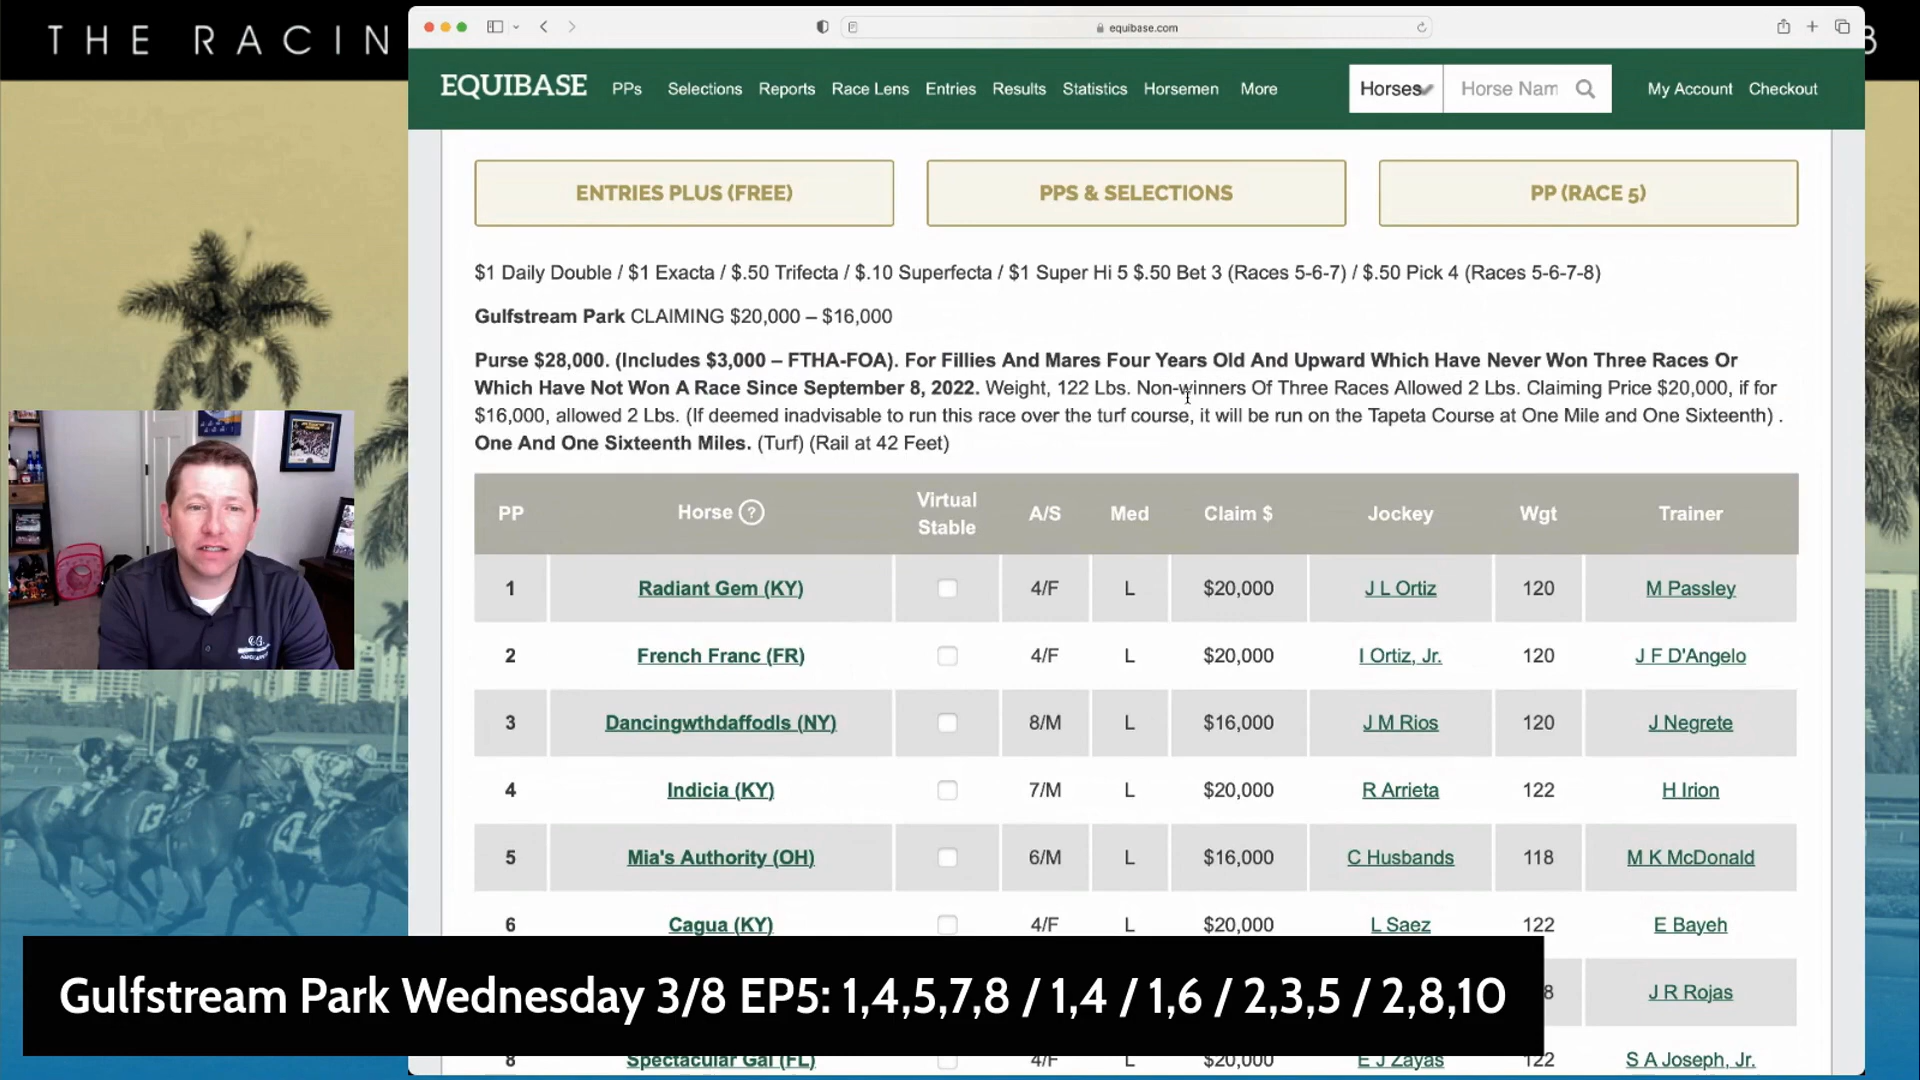 THE RACIN
equibase.com
EQUIBASE PPs Selections Reports Race Lens Entries Results Statistics Horsemen More Horses Horse Nam My Account Checkout
ENTRIES PLUS (FREE) PPS & SELECTIONS PP (RACE 5)
$1 Daily Double / $1 Exacta / $.50 Trifecta / $.10 Superfecta / $1 Super Hi 5 $.50 Bet 3 (Races 5-6-7) / $.50 Pick 4 (Races 5-6-7-8)
Gulfstream Park CLAIMING $20,000 – $16,000
Purse $28,000. (Includes $3,000 – FTHA-FOA). For Fillies And Mares Four Years Old And Upward Which Have Never Won Three Races Or
Which Have Not Won A Race Since September 8, 2022. Weight, 122 Lbs. Non-winners Of Three Races Allowed 2 Lbs. Claiming Price $20,000, if for
$16,000, allowed 2 Lbs. (If deemed inadvisable to run this race over the turf course, it will be run on the Tapeta Course at One Mile and One Sixteenth) .
One And One Sixteenth Miles. (Turf) (Rail at 42 Feet)
PP Horse ? Virtual Stable A/S Med Claim $ Jockey Wgt Trainer
1 Radiant Gem (KY) 4/F L $20,000 J L Ortiz 120 M Passley
2 French Franc (FR) 4/F L $20,000 I Ortiz, Jr. 120 J F D'Angelo
3 Dancingwthdaffodls (NY) 8/M L $16,000 J M Rios 120 J Negrete
4 Indicia (KY) 7/M L $20,000 R Arrieta 122 H Irion
5 Mia's Authority (OH) 6/M L $16,000 C Husbands 118 M K McDonald
6 Cagua (KY) 4/F L $20,000 L Saez 122 E Bayeh
8 J R Rojas
8 Spectacular Gal (FL) 4/F L $20,000 E J Zayas 122 S A Joseph, Jr.
Gulfstream Park Wednesday 3/8 EP5: 1,4,5,7,8 / 1,4 / 1,6 / 2,3,5 / 2,8,10